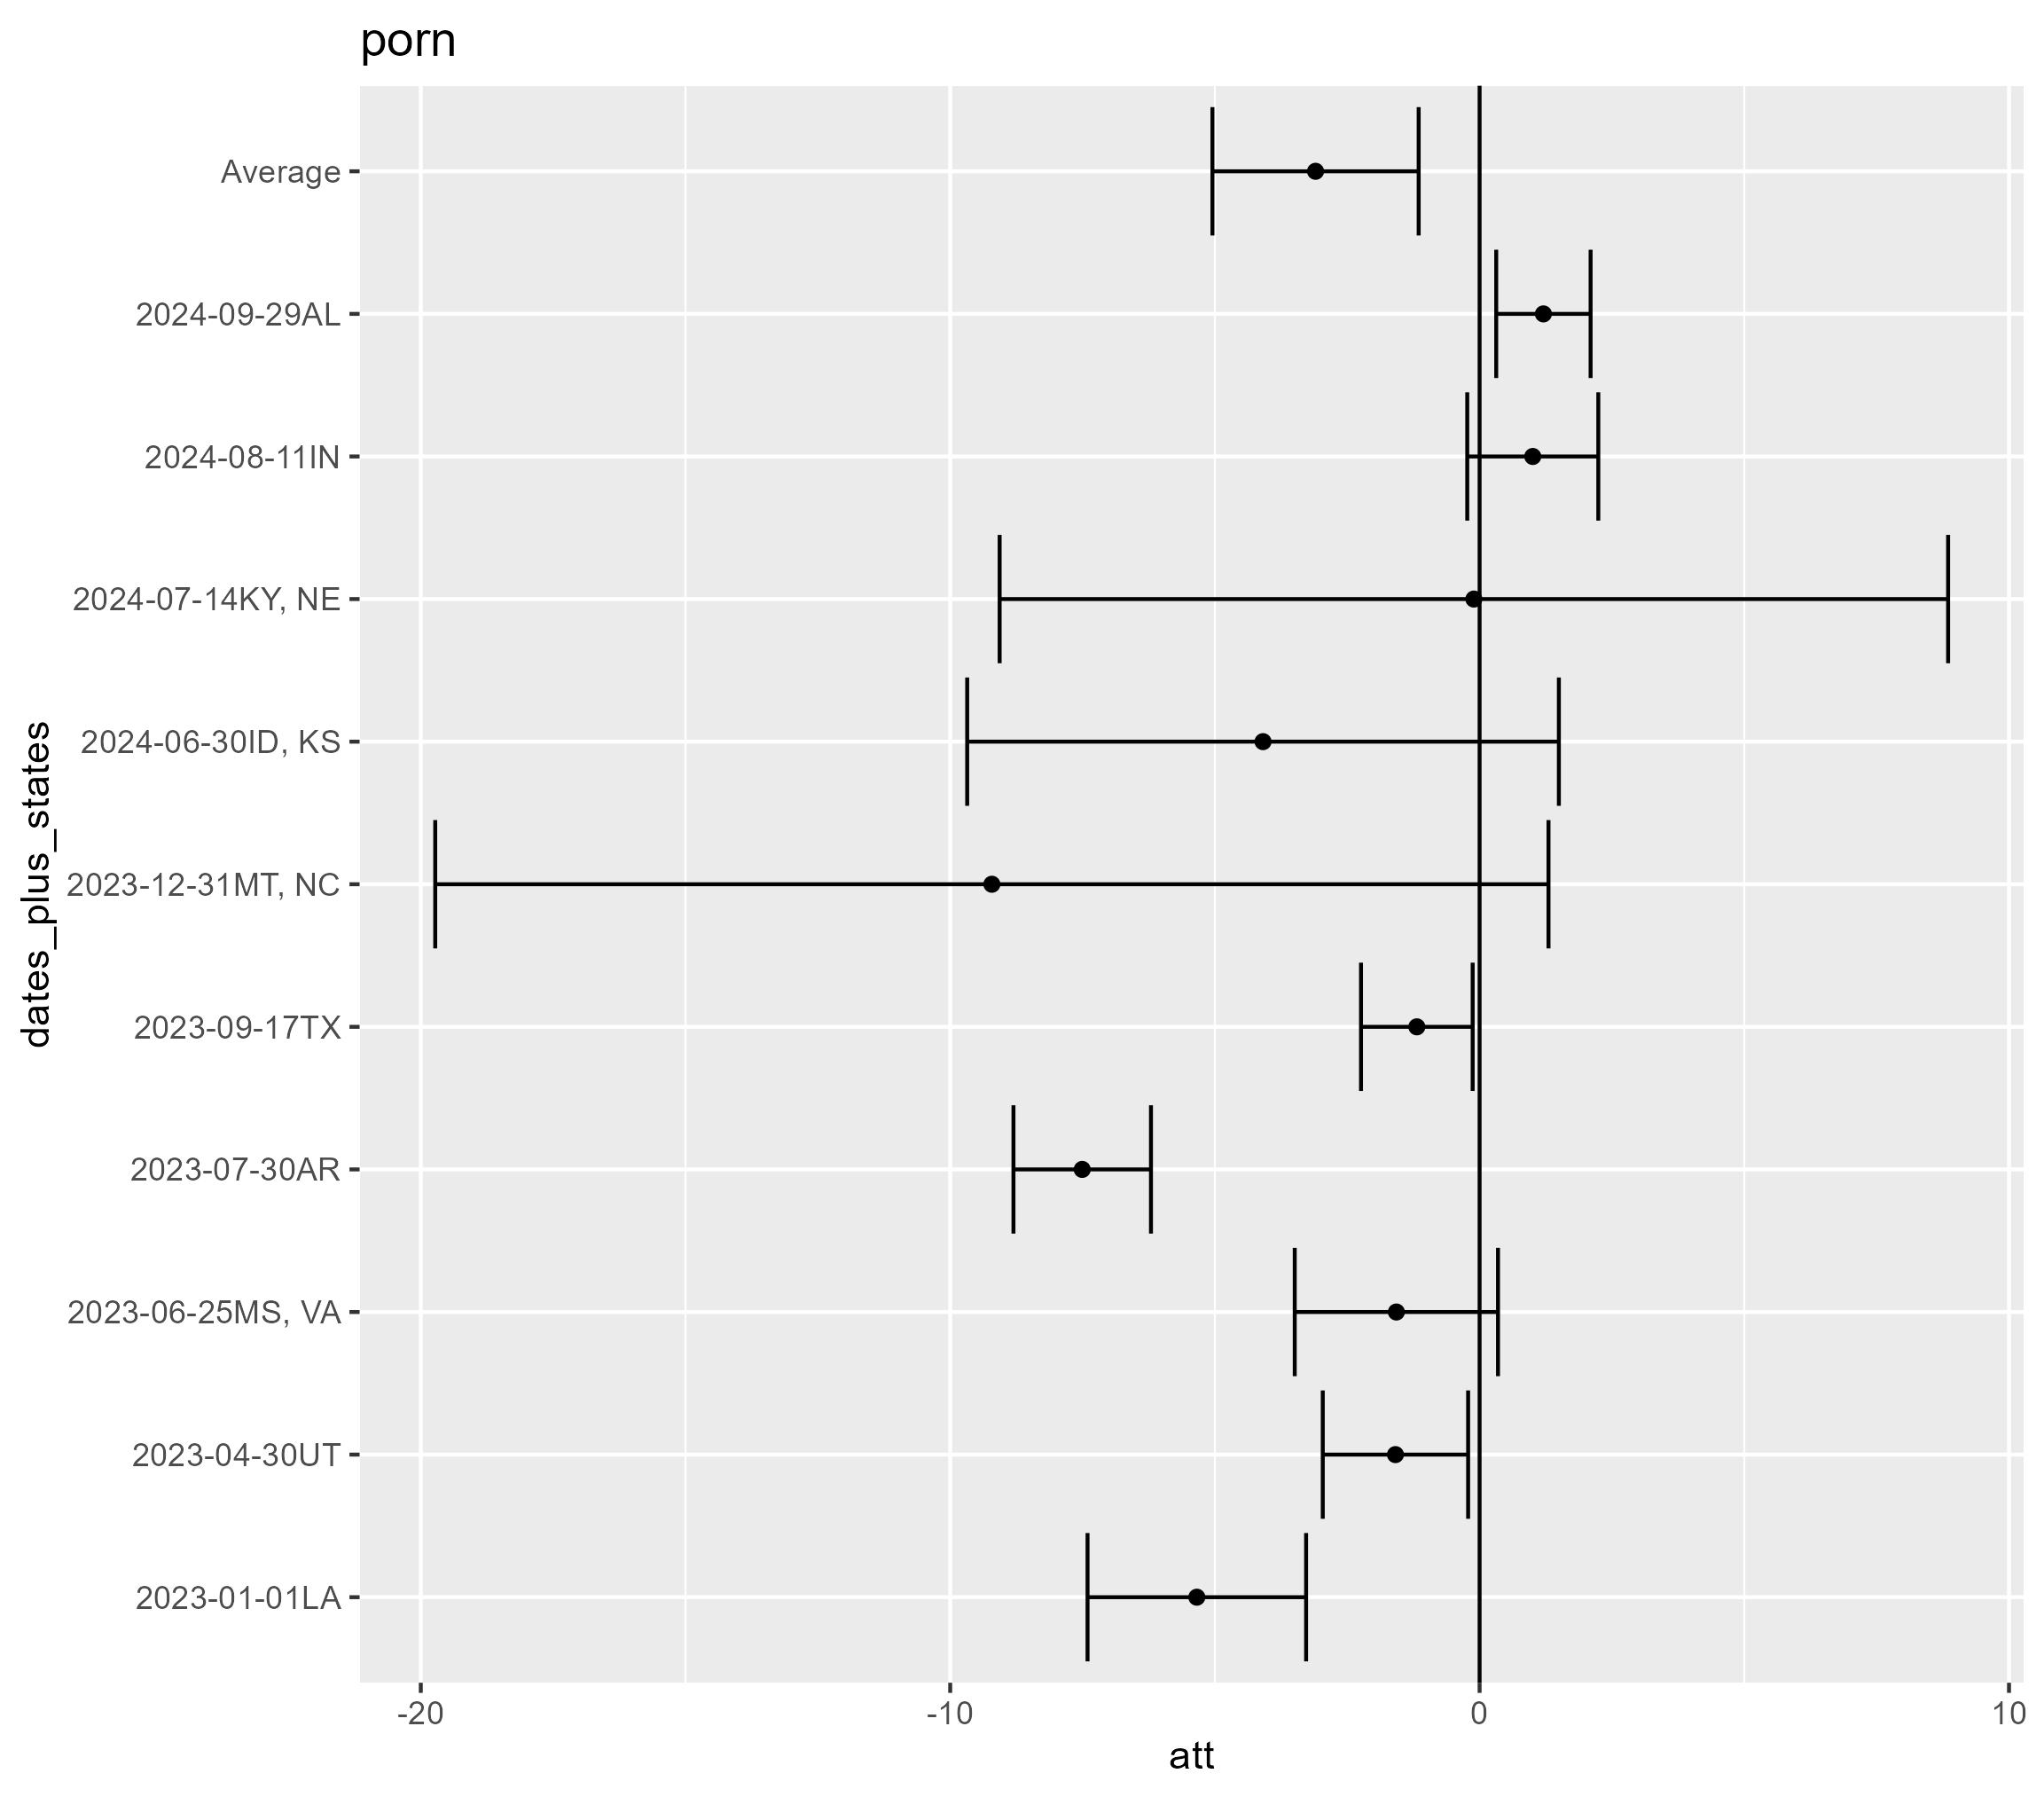 porn
Average
2024-09-29AL
2024-08-11IN
2024-07-14KY, NE
2024-06-30ID, KS
2023-12-31MT, NC
2023-09-17TX
2023-07-30AR
2023-06-25MS, VA
2023-04-30UT
2023-01-01LA
dates_plus_states
-20 -10 0 10
att